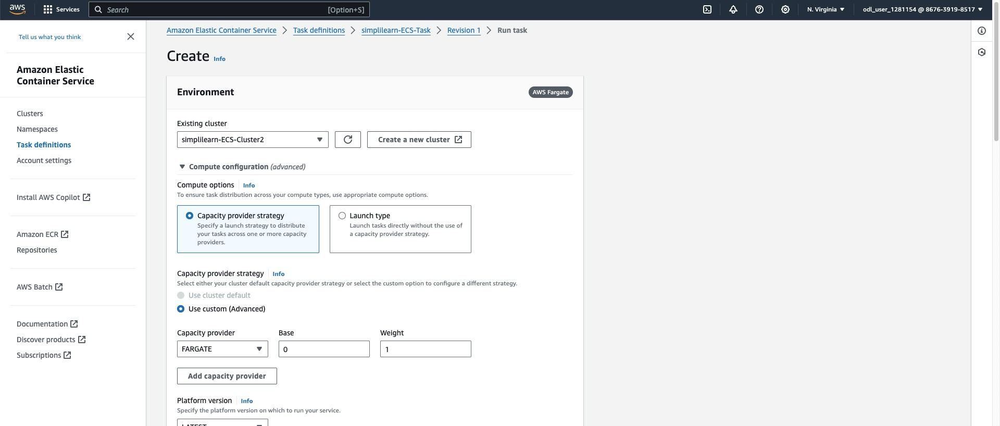 aws
Services
Search
[Option+S]
N. Virginia
odl_user_1281154 @ 8676-3919-8517
Tell us what you think
Amazon Elastic
Container Service
Clusters
Namespaces
Task definitions
Account settings
Install AWS Copilot
Amazon ECR
Repositories
AWS Batch
Documentation
Discover products
Subscriptions
Amazon Elastic Container Service
Task definitions
simplilearn-ECS-Task
Revision 1
Run task
Create Info
Environment
AWS Fargate
Existing cluster
simplilearn-ECS-Cluster2
Create a new cluster
Compute configuration (advanced)
Compute options Info
To ensure task distribution across your compute types, use appropriate compute options.
Capacity provider strategy
Specify a launch strategy to distribute
your tasks across one or more capacity
providers.
Launch type
Launch tasks directly without the use of
a capacity provider strategy.
Capacity provider strategy Info
Select either your cluster default capacity provider strategy or select the custom option to configure a different strategy.
Use cluster default
Use custom (Advanced)
Capacity provider Base Weight
FARGATE 0 1
Add capacity provider
Platform version Info
Specify the platform version on which to run your service.
LATEST